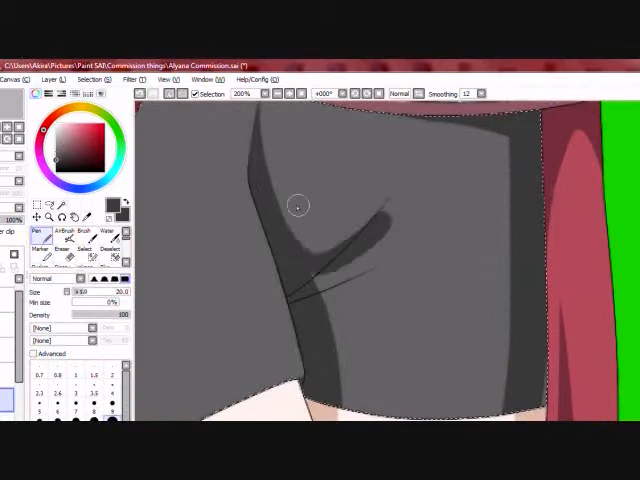 C:\Users\Akira\Pictures\Paint SAI\Commission things\Alyana Commission.sai (*)
Canvas (C) Layer (L) Selection (S) Filter (T) View (V) Window (W) Help/Config (O)
Selection 200% +000° Normal Smoothing 12
100%
Pen AirBrush Brush Water
Marker Eraser Select Deselect
Normal
Size x1.0 20.0
Min size 0%
Density 100
[None]
[None]
Advanced
0.7 0.8 1 1.5 2
2.3 2.6 3 3.5 4
5 6 7 8 9